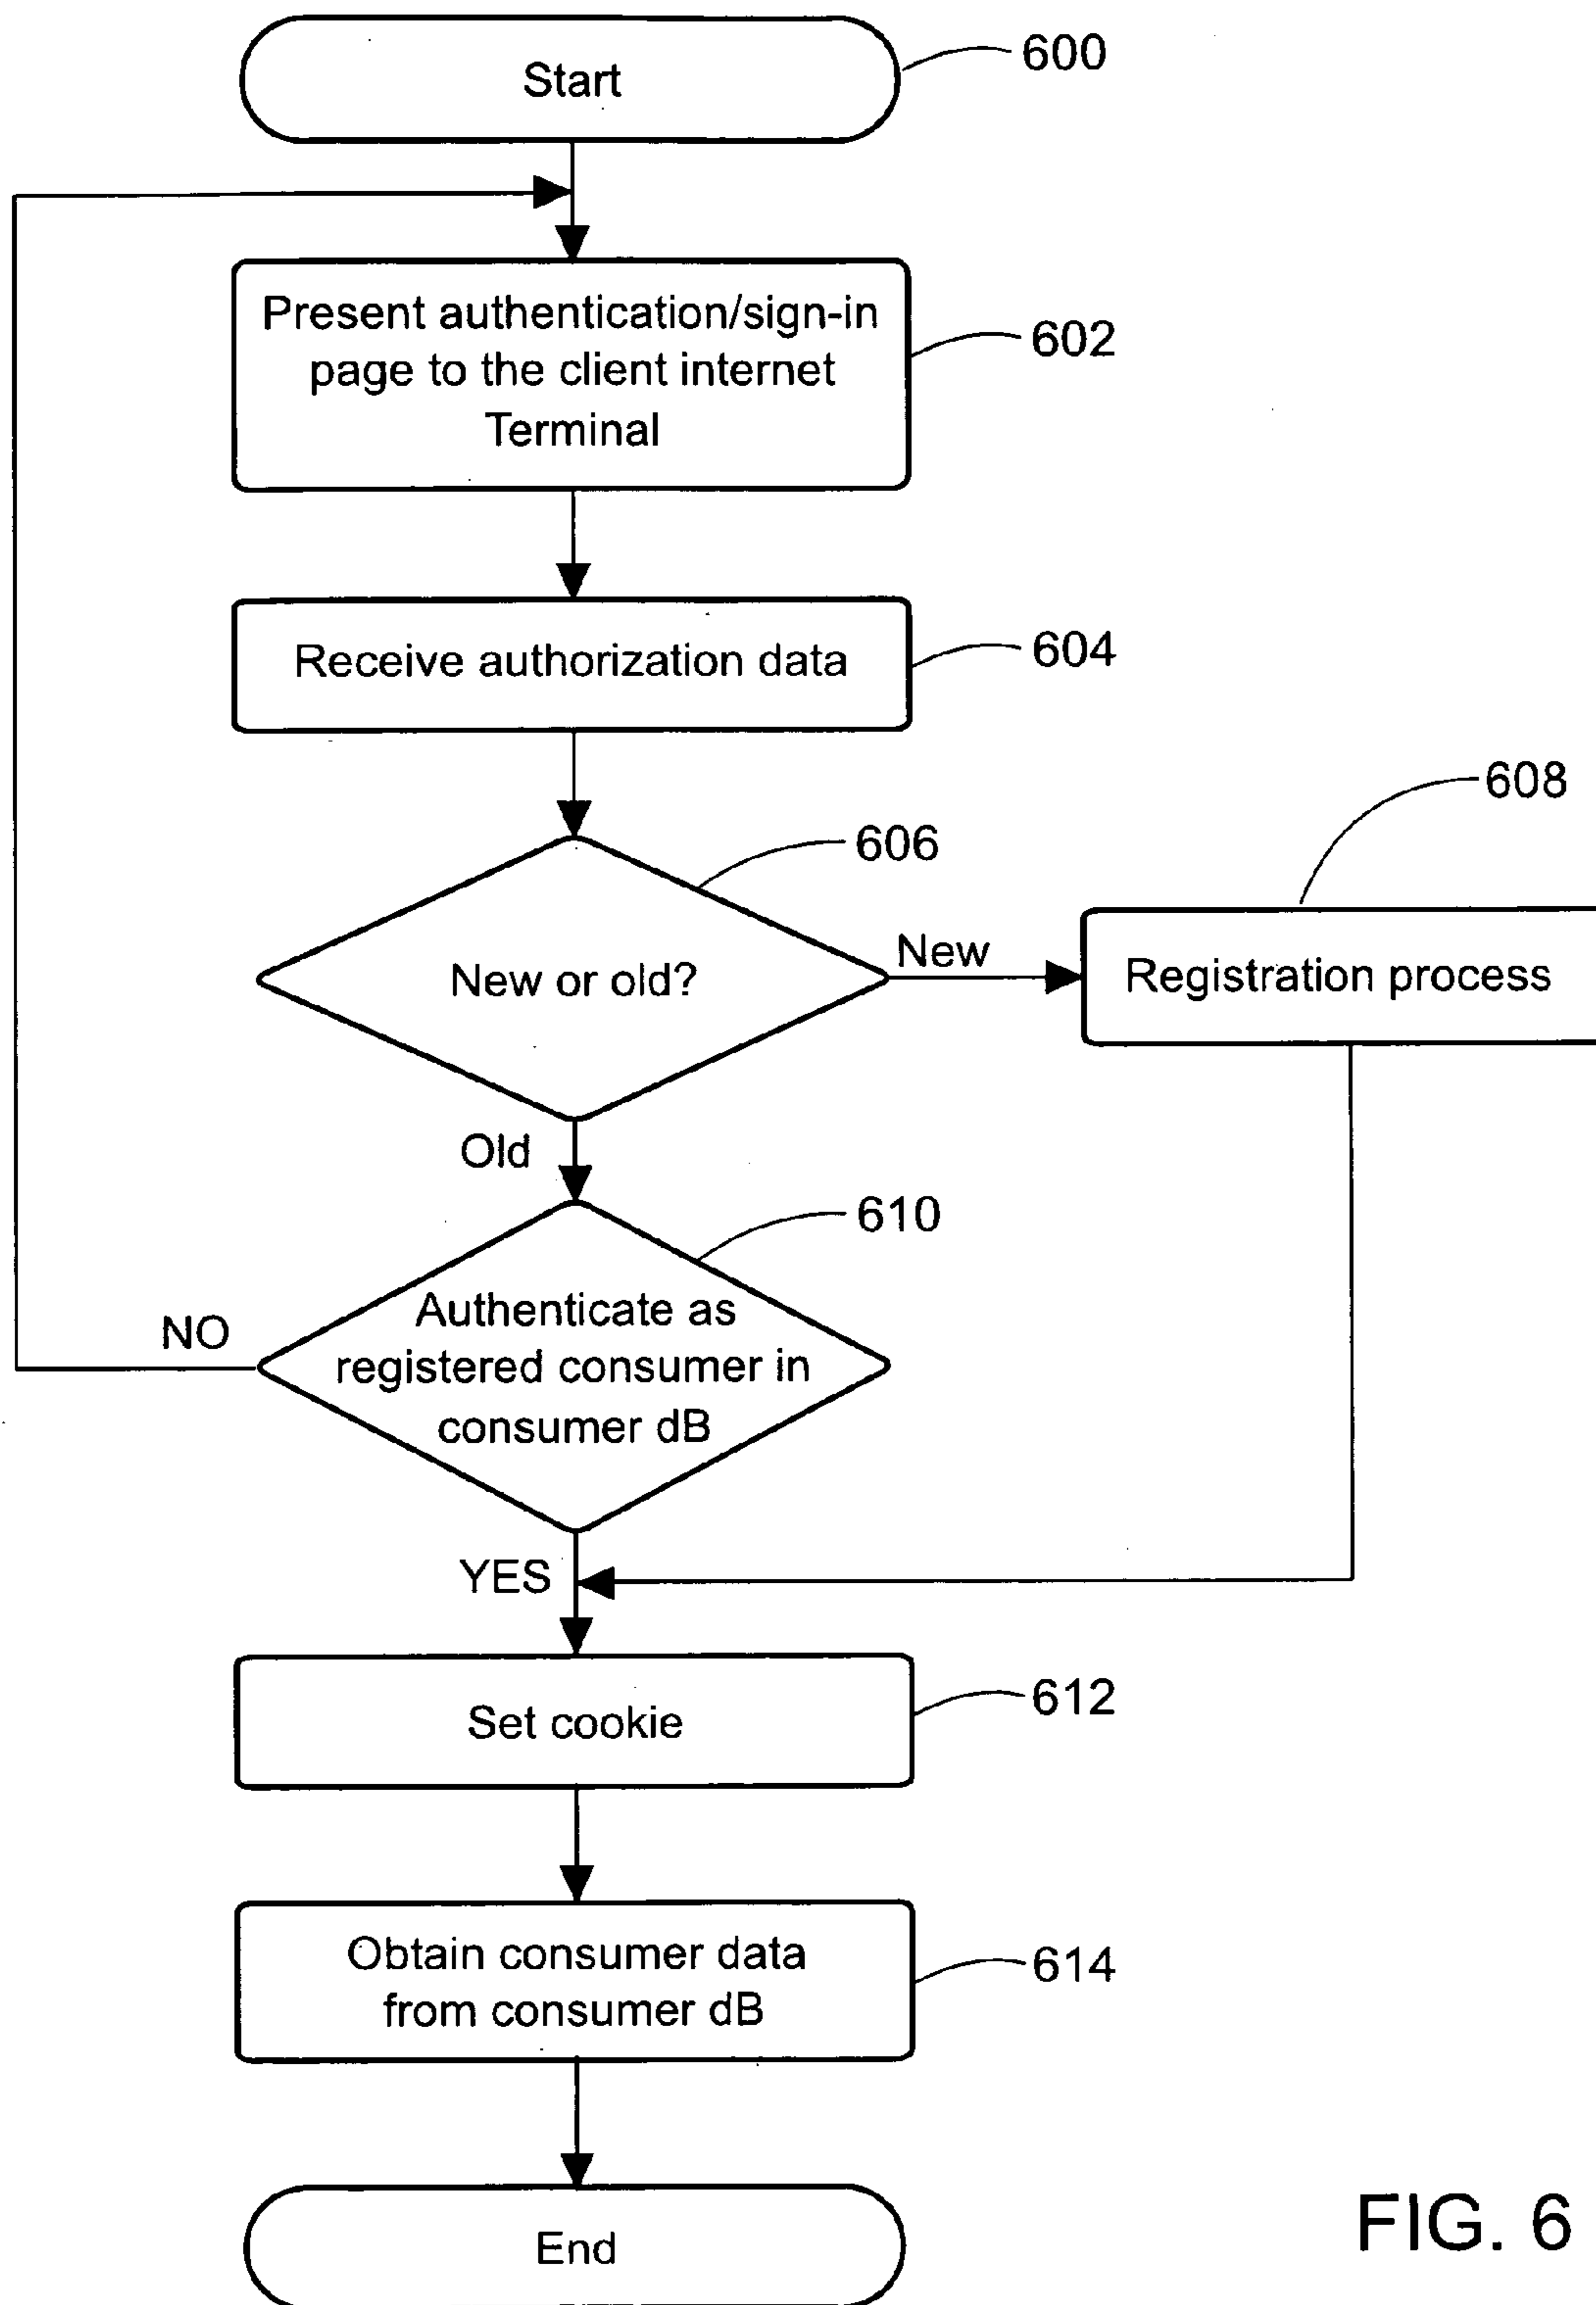 Start
600
Present authentication/sign-in
page to the client internet
Terminal
602
Receive authorization data
604
608
606
New or old?
New
Registration process
Old
610
Authenticate as
registered consumer in
consumer dB
NO
YES
Set cookie
612
Obtain consumer data
from consumer dB
614
End
FIG. 6